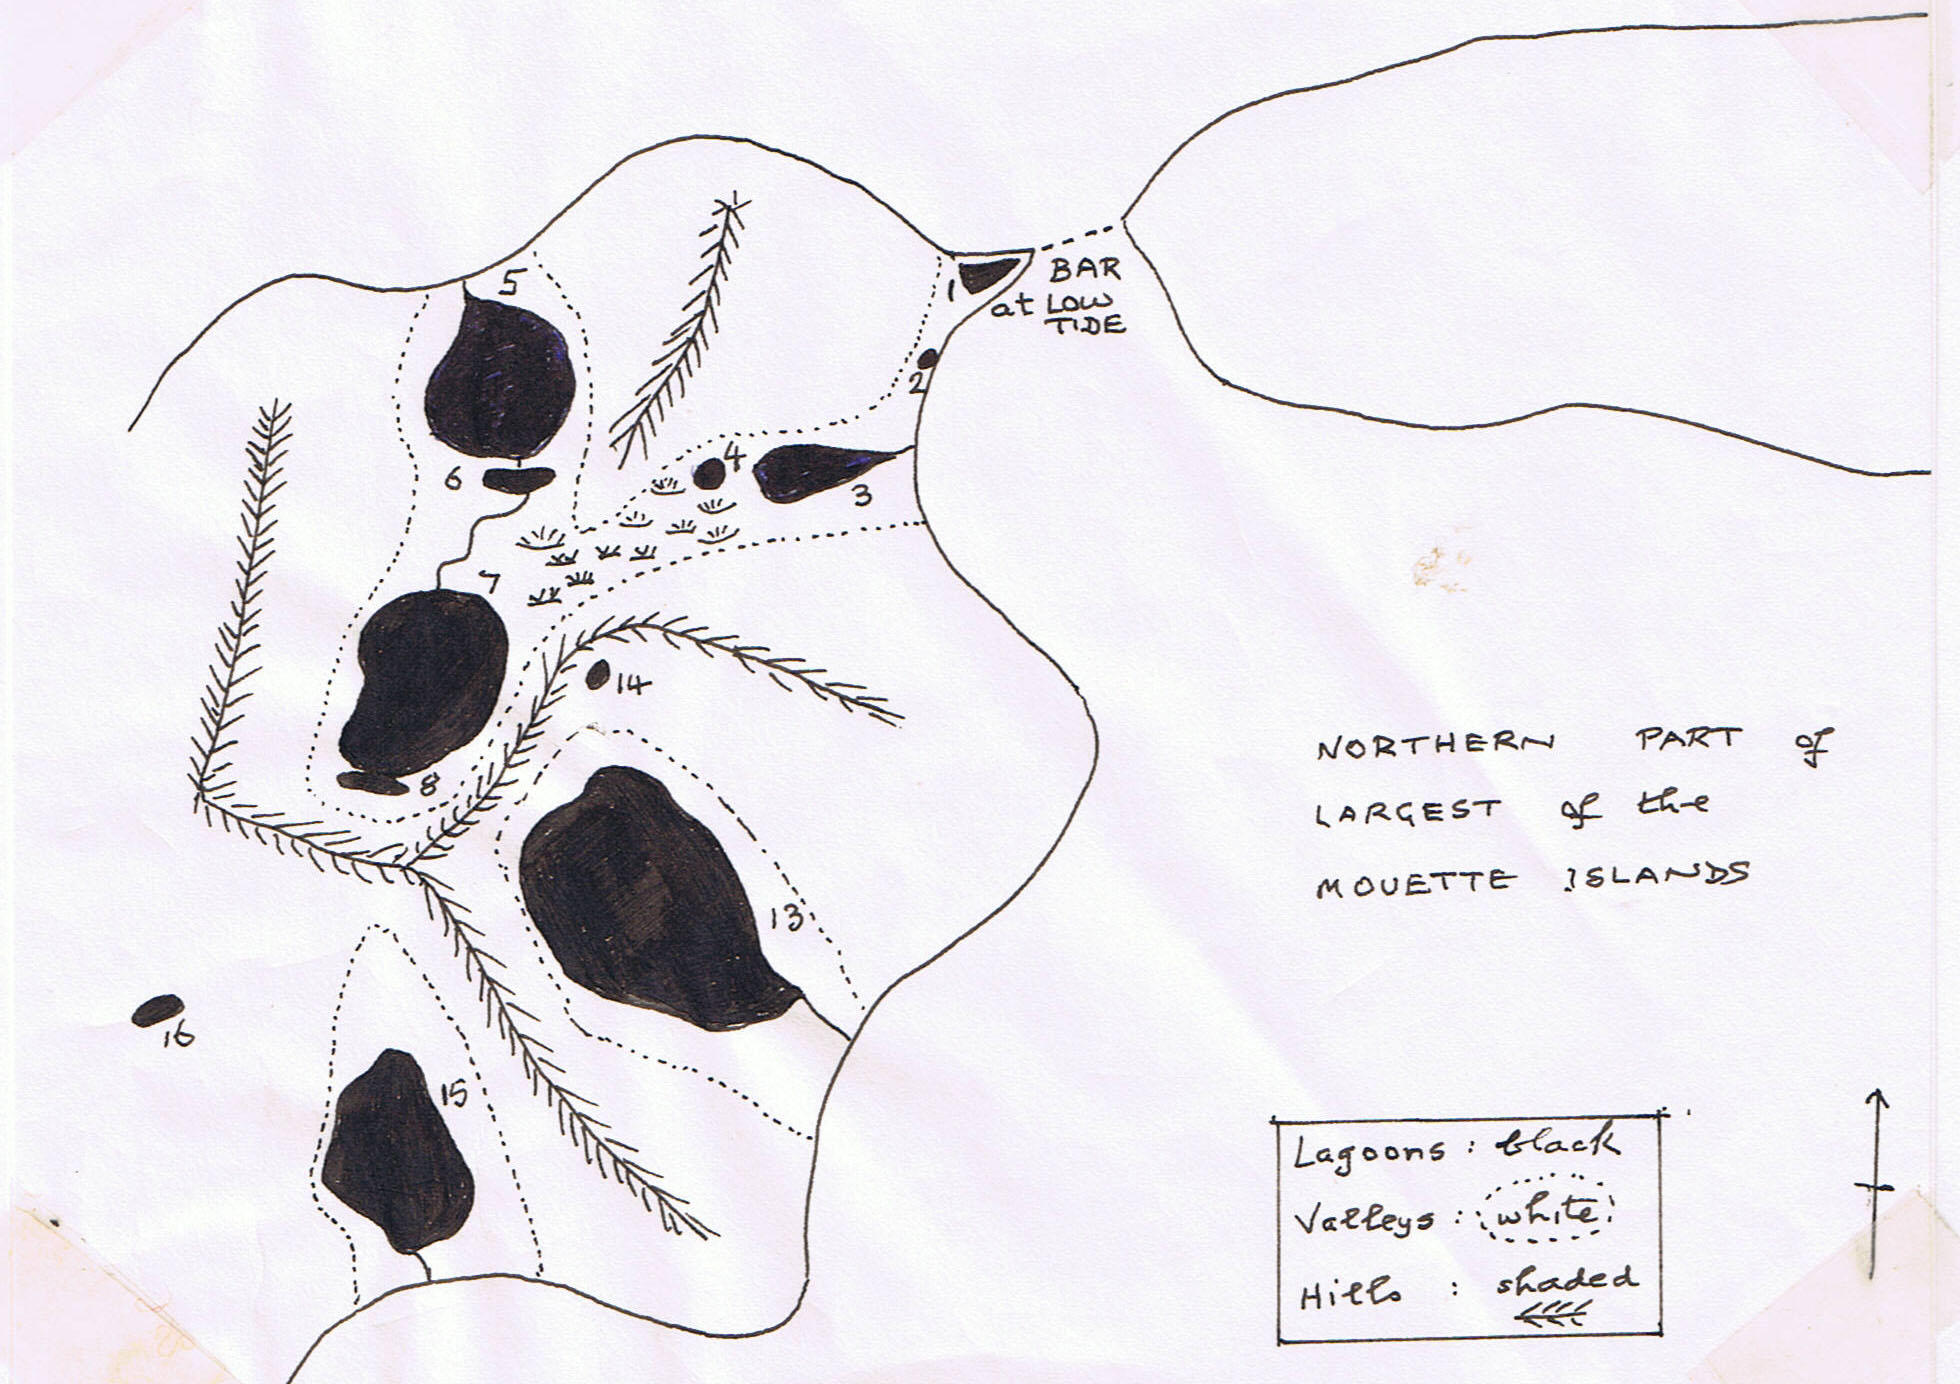 5
1
BAR
at LOW
TIDE
2
4
6
3
7
14
8
13
16
15
NORTHERN PART of
LARGEST of the
MOUETTE ISLANDS
Lagoons : black
Valleys : white
Hills : shaded